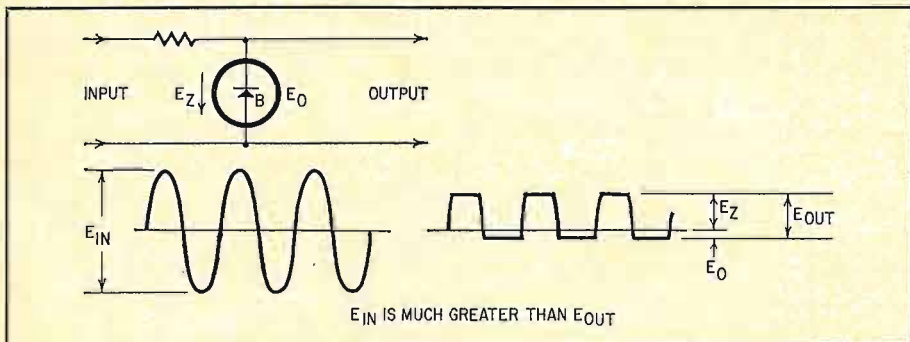 INPUT
E_Z
B
E_O
OUTPUT
E_IN
E_Z
E_OUT
E_O
E_IN IS MUCH GREATER THAN E_OUT